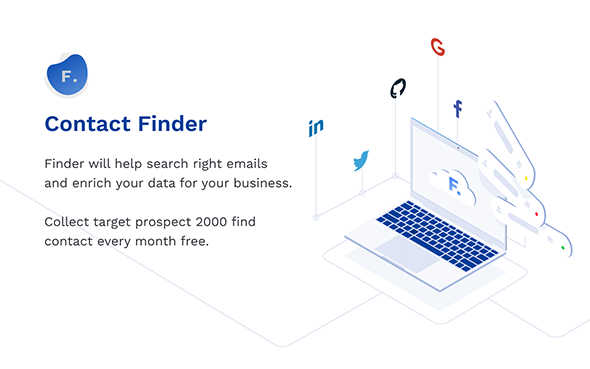 F.
Contact Finder
Finder will help search right emails
and enrich your data for your business.
Collect target prospect 2000 find
contact every month free.
in
G
f
F.